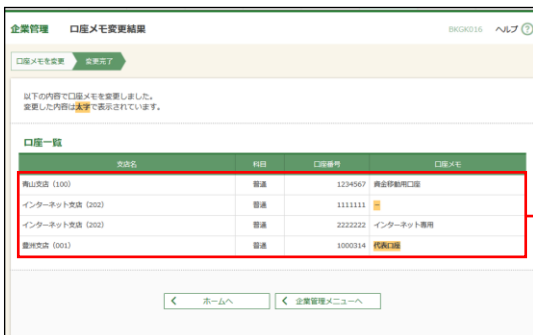 企業管理 口座メモ変更結果 BKGK016 ヘルプ ?
口座メモを変更 変更完了
以下の内容で口座メモを変更しました。
変更した内容は太字で表示されています。
口座一覧
支店名 科目 口座番号 口座メモ
青山支店(100) 普通 1234567 資金移動用口座
インターネット支店(202) 普通 1111111 －
インターネット支店(202) 普通 2222222 インターネット専用
豊洲支店(001) 普通 1000314 代表口座
ホームへ 企業管理メニューへ